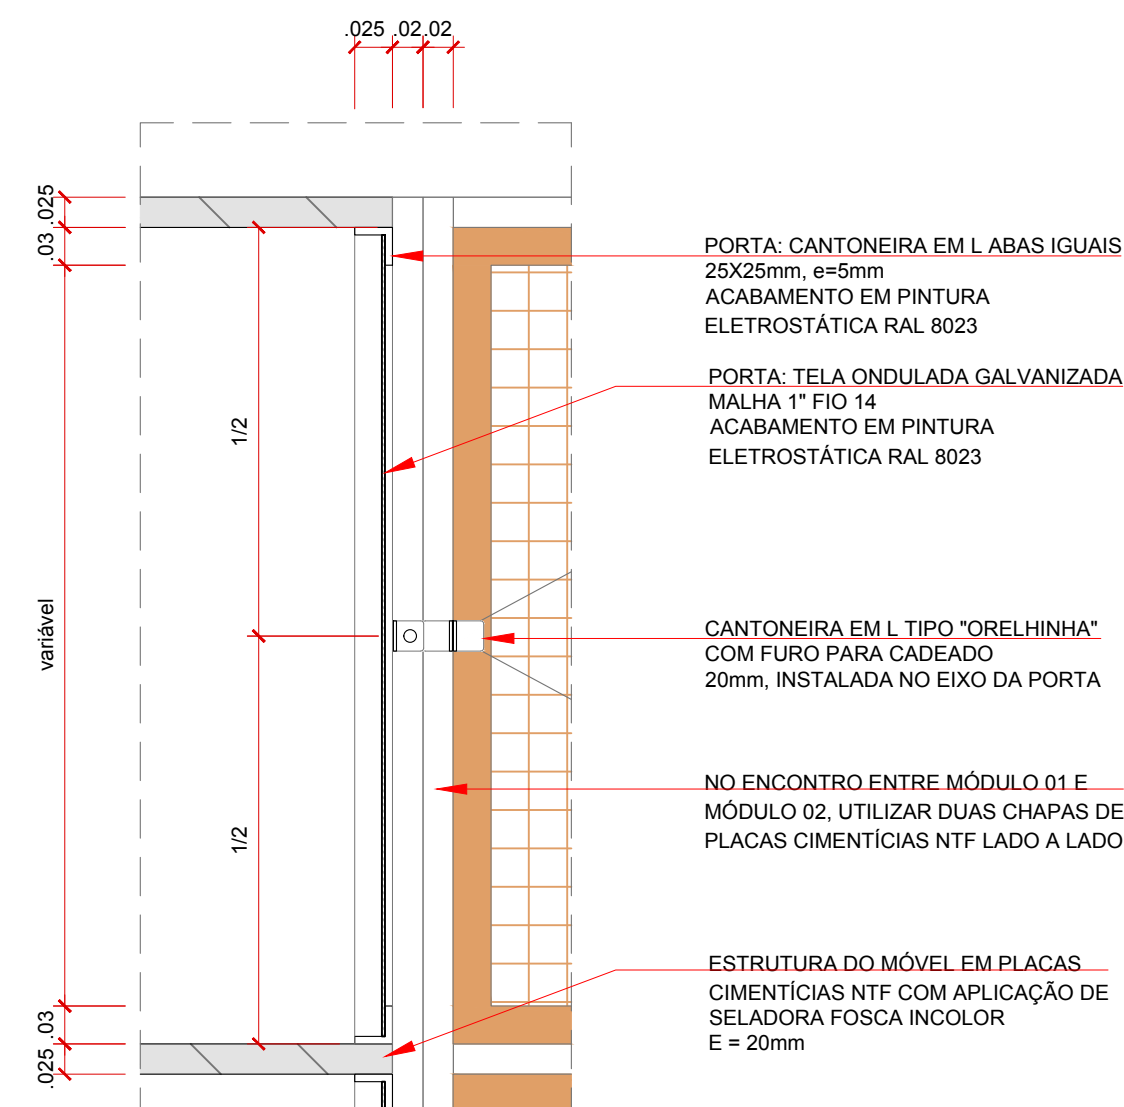 .025 .02 .02
.025
.03
1/2
variável
1/2
.03
.025
PORTA: CANTONEIRA EM L ABAS IGUAIS
25X25mm, e=5mm
ACABAMENTO EM PINTURA
ELETROSTÁTICA RAL 8023
PORTA: TELA ONDULADA GALVANIZADA
MALHA 1" FIO 14
ACABAMENTO EM PINTURA
ELETROSTÁTICA RAL 8023
CANTONEIRA EM L TIPO "ORELHINHA"
COM FURO PARA CADEADO
20mm, INSTALADA NO EIXO DA PORTA
NO ENCONTRO ENTRE MÓDULO 01 E
MÓDULO 02, UTILIZAR DUAS CHAPAS DE
PLACAS CIMENTÍCIAS NTF LADO A LADO
ESTRUTURA DO MÓVEL EM PLACAS
CIMENTÍCIAS NTF COM APLICAÇÃO DE
SELADORA FOSCA INCOLOR
E = 20mm